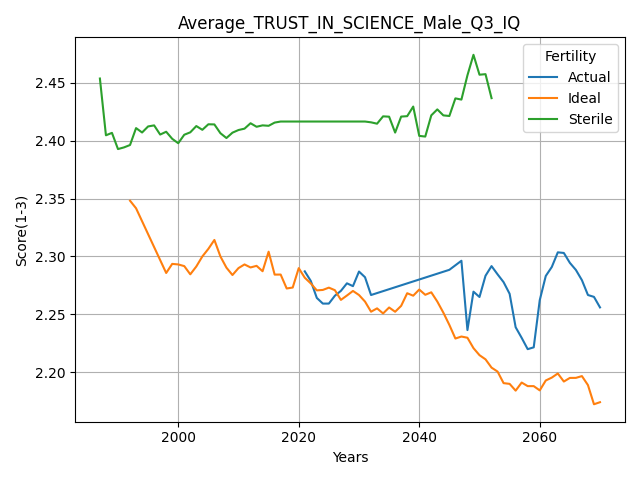 Average_TRUST_IN_SCIENCE_Male_Q3_IQ
Fertility
Actual
Ideal
Sterile
Score(1-3)
2.45
2.40
2.35
2.30
2.25
2.20
2000
2020
2040
2060
Years